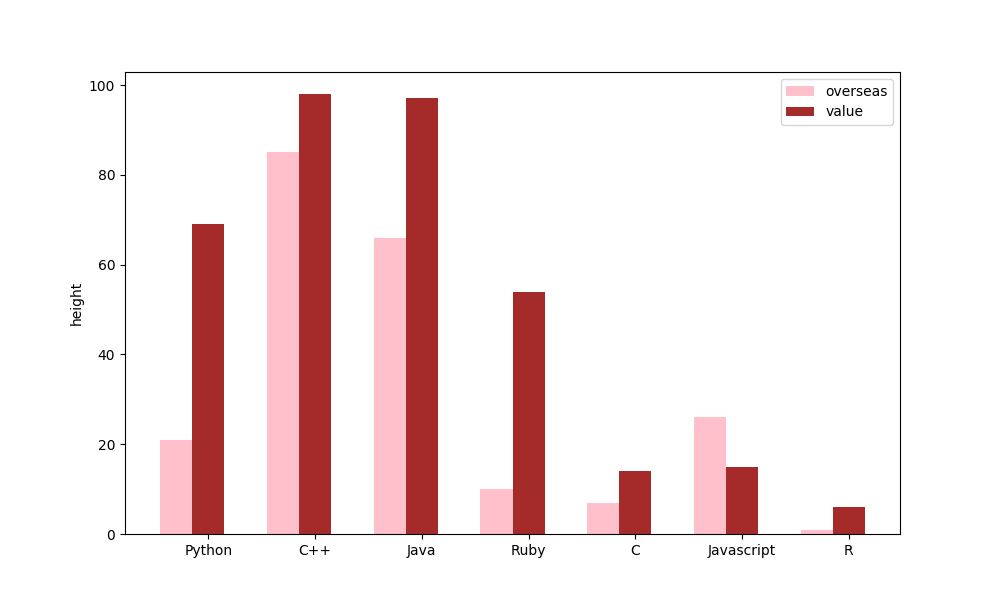 overseas
value
100
80
60
40
20
0
height
Python
C++
Java
Ruby
C
Javascript
R